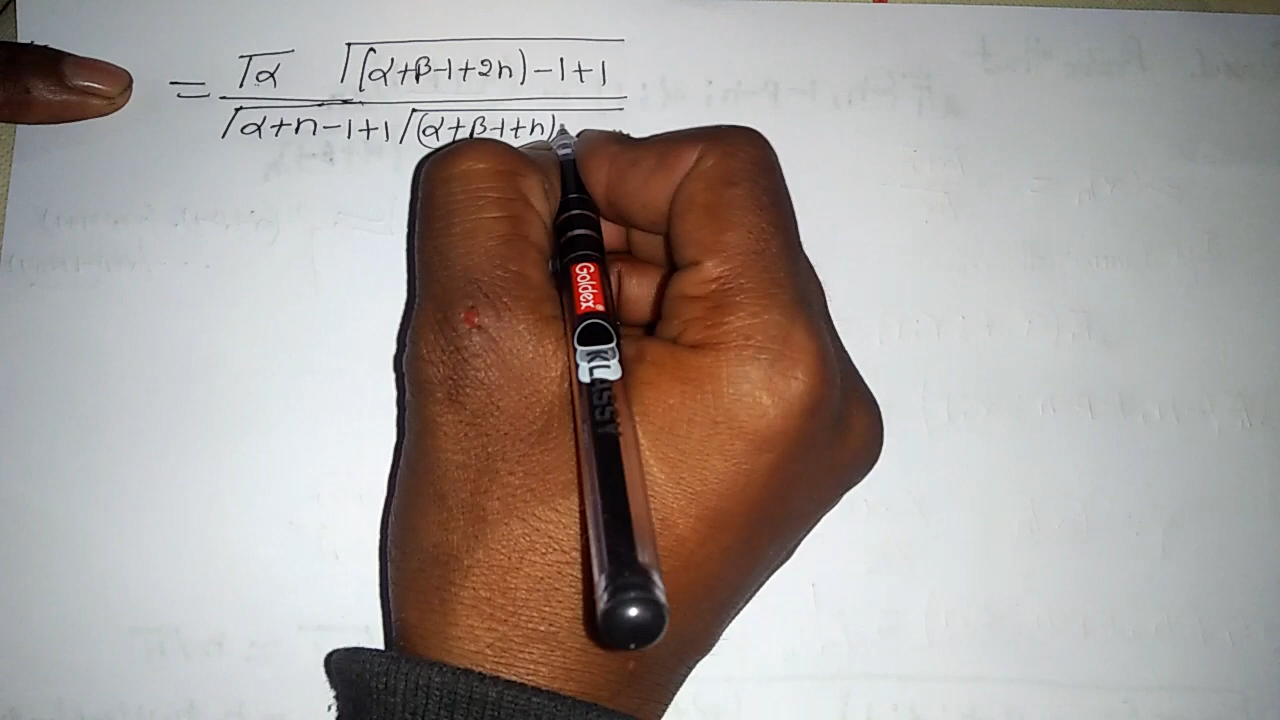 = Γα Γ(α+β-1+2n)-1+1
Γα+n-1+1 Γ(α+β-1+n)
Goldex
KLASSY